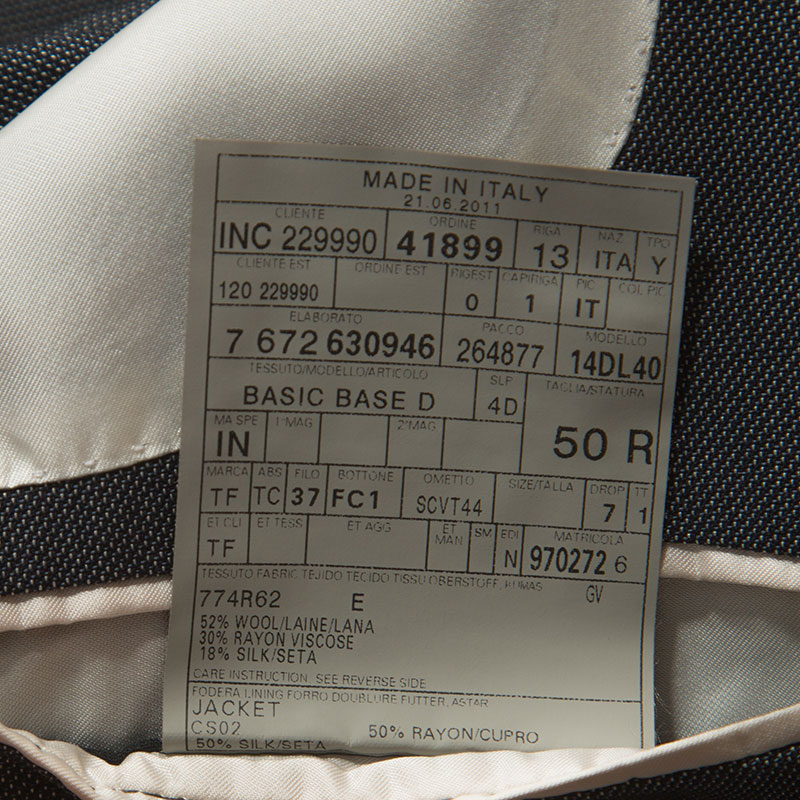 MADE IN ITALY
21.06.2011
CLIENTE ORDINE RIGA NAZ TPO
INC 229990 41899 13 ITA Y
CLIENTE EST ORDINE EST RIGEST CAPIRIGA PIC COL PIC
120 229990 0 1 IT
ELABORATO PACCO MODELLO
7 672 630946 264877 14DL40
TESSUTO/MODELLO/ARTICOLO SLP TAGLIA/STATURA
BASIC BASE D 4D 50 R
MA SPE 1°MAG 2°MAG
IN
MARCA ABS FILO BOTTONE OMETTO SIZE/TALLA DROP TT
TF TC 37 FC1 SCVT44 7 1
ET CLI ET TESS ET AGG ET MAN SM EDI MATRICOLA
TF N 970272 6
TESSUTO FABRIC TEJIDO TECIDO TISSU OBERSTOFF, KUMAS
774R62 E GV
52% WOOL/LAINE/LANA
30% RAYON VISCOSE
18% SILK/SETA
CARE INSTRUCTION SEE REVERSE SIDE
FODERA LINING FORRO DOUBLURE FUTTER, ASTAR
JACKET
CS02 50% RAYON/CUPRO
50% SILK/SETA